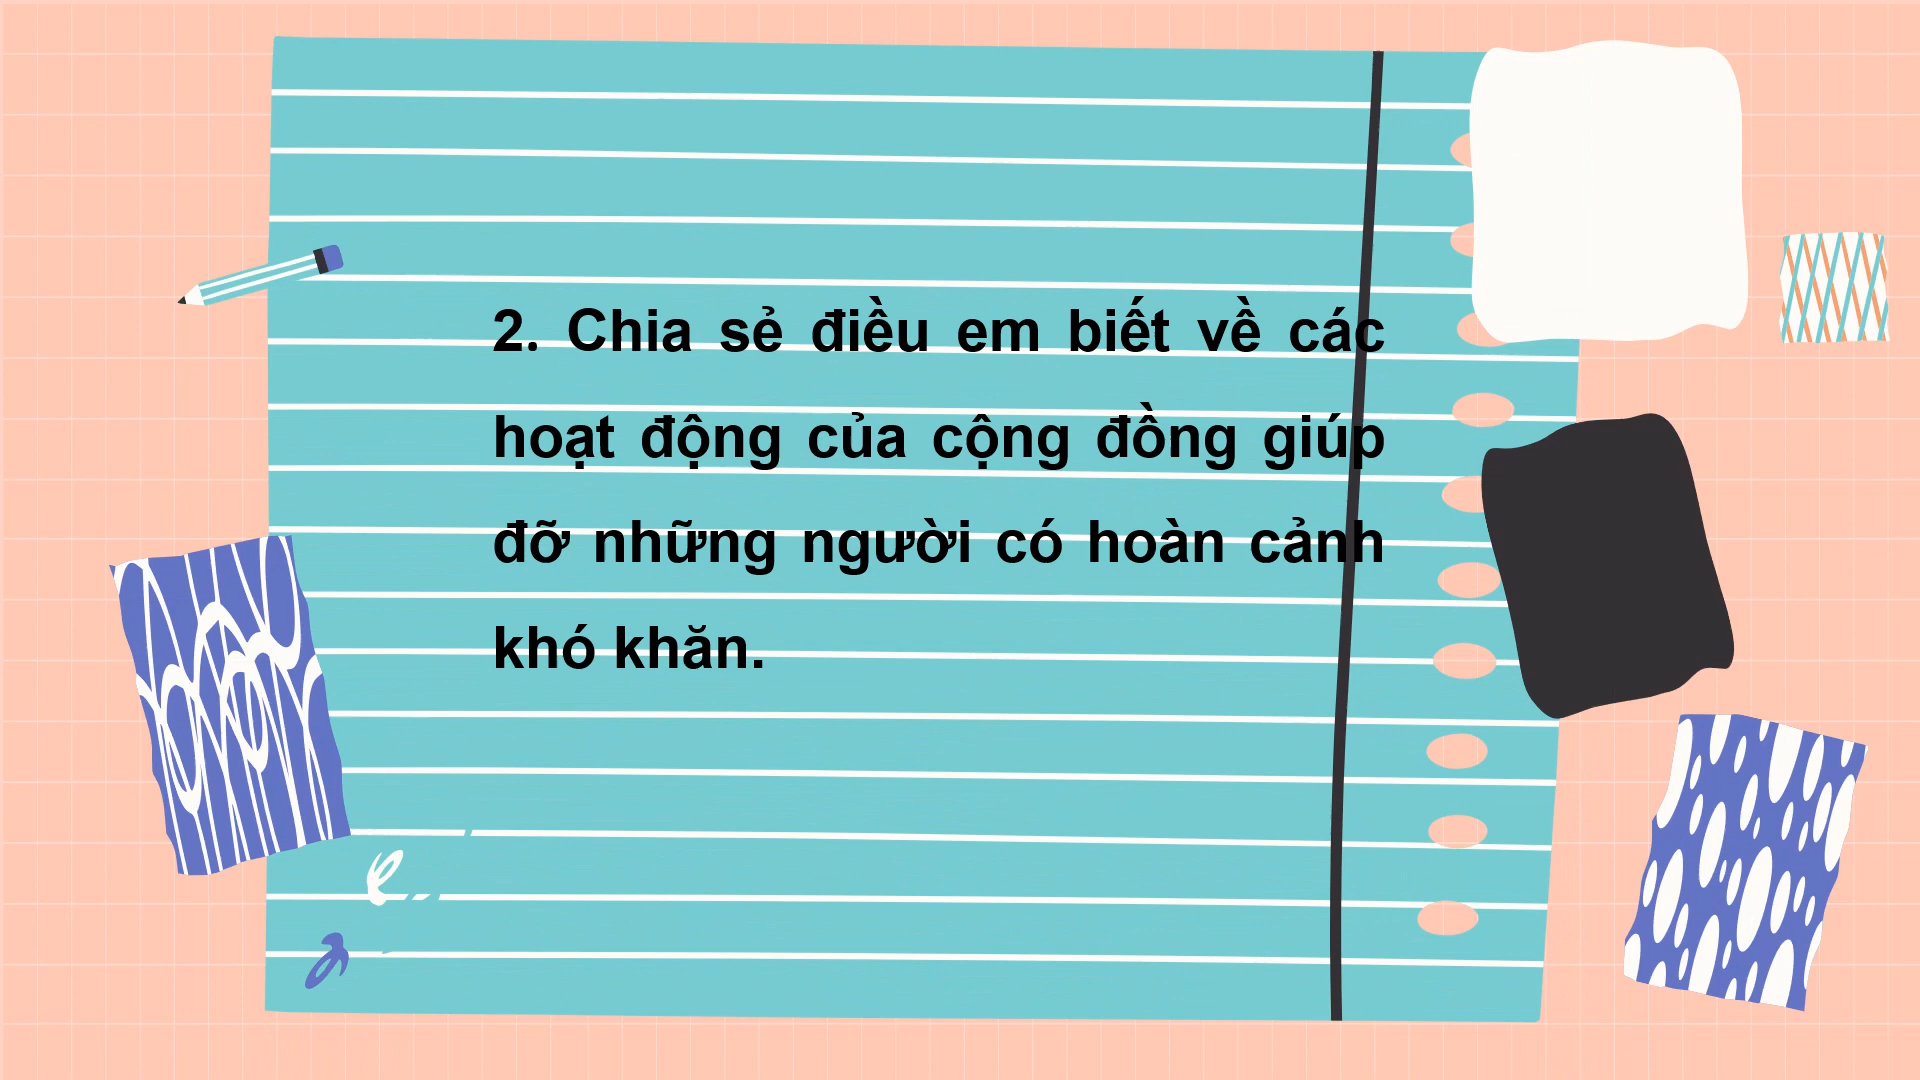 2. Chia sẻ điều em biết về các
hoạt động của cộng đồng giúp
đỡ những người có hoàn cảnh
khó khăn.